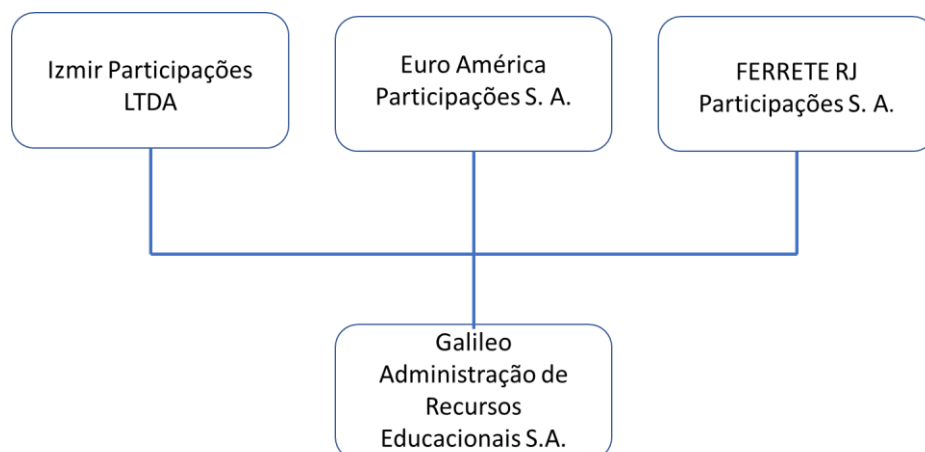 Izmir Participações
LTDA
Euro América
Participações S. A.
FERRETE RJ
Participações S. A.
Galileo
Administração de
Recursos
Educacionais S.A.